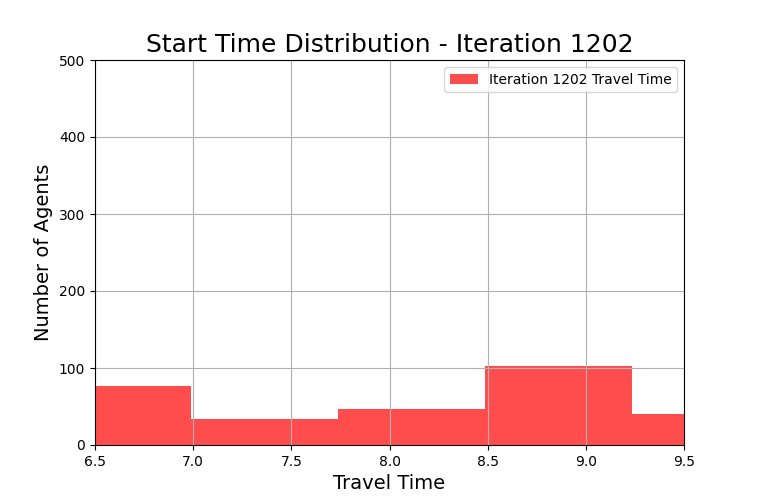 Start Time Distribution - Iteration 1202
Iteration 1202 Travel Time
Number of Agents
500
400
300
200
100
0
6.5 7.0 7.5 8.0 8.5 9.0 9.5
Travel Time